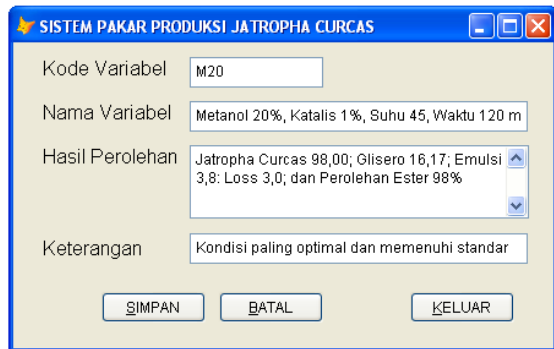 SISTEM PAKAR PRODUKSI JATROPHA CURCAS
Kode Variabel M20
Nama Variabel Metanol 20%, Katalis 1%, Suhu 45, Waktu 120 m
Hasil Perolehan Jatropha Curcas 98,00; Glisero 16,17; Emulsi
3,8: Loss 3,0; dan Perolehan Ester 98%
Keterangan Kondisi paling optimal dan memenuhi standar
SIMPAN BATAL KELUAR